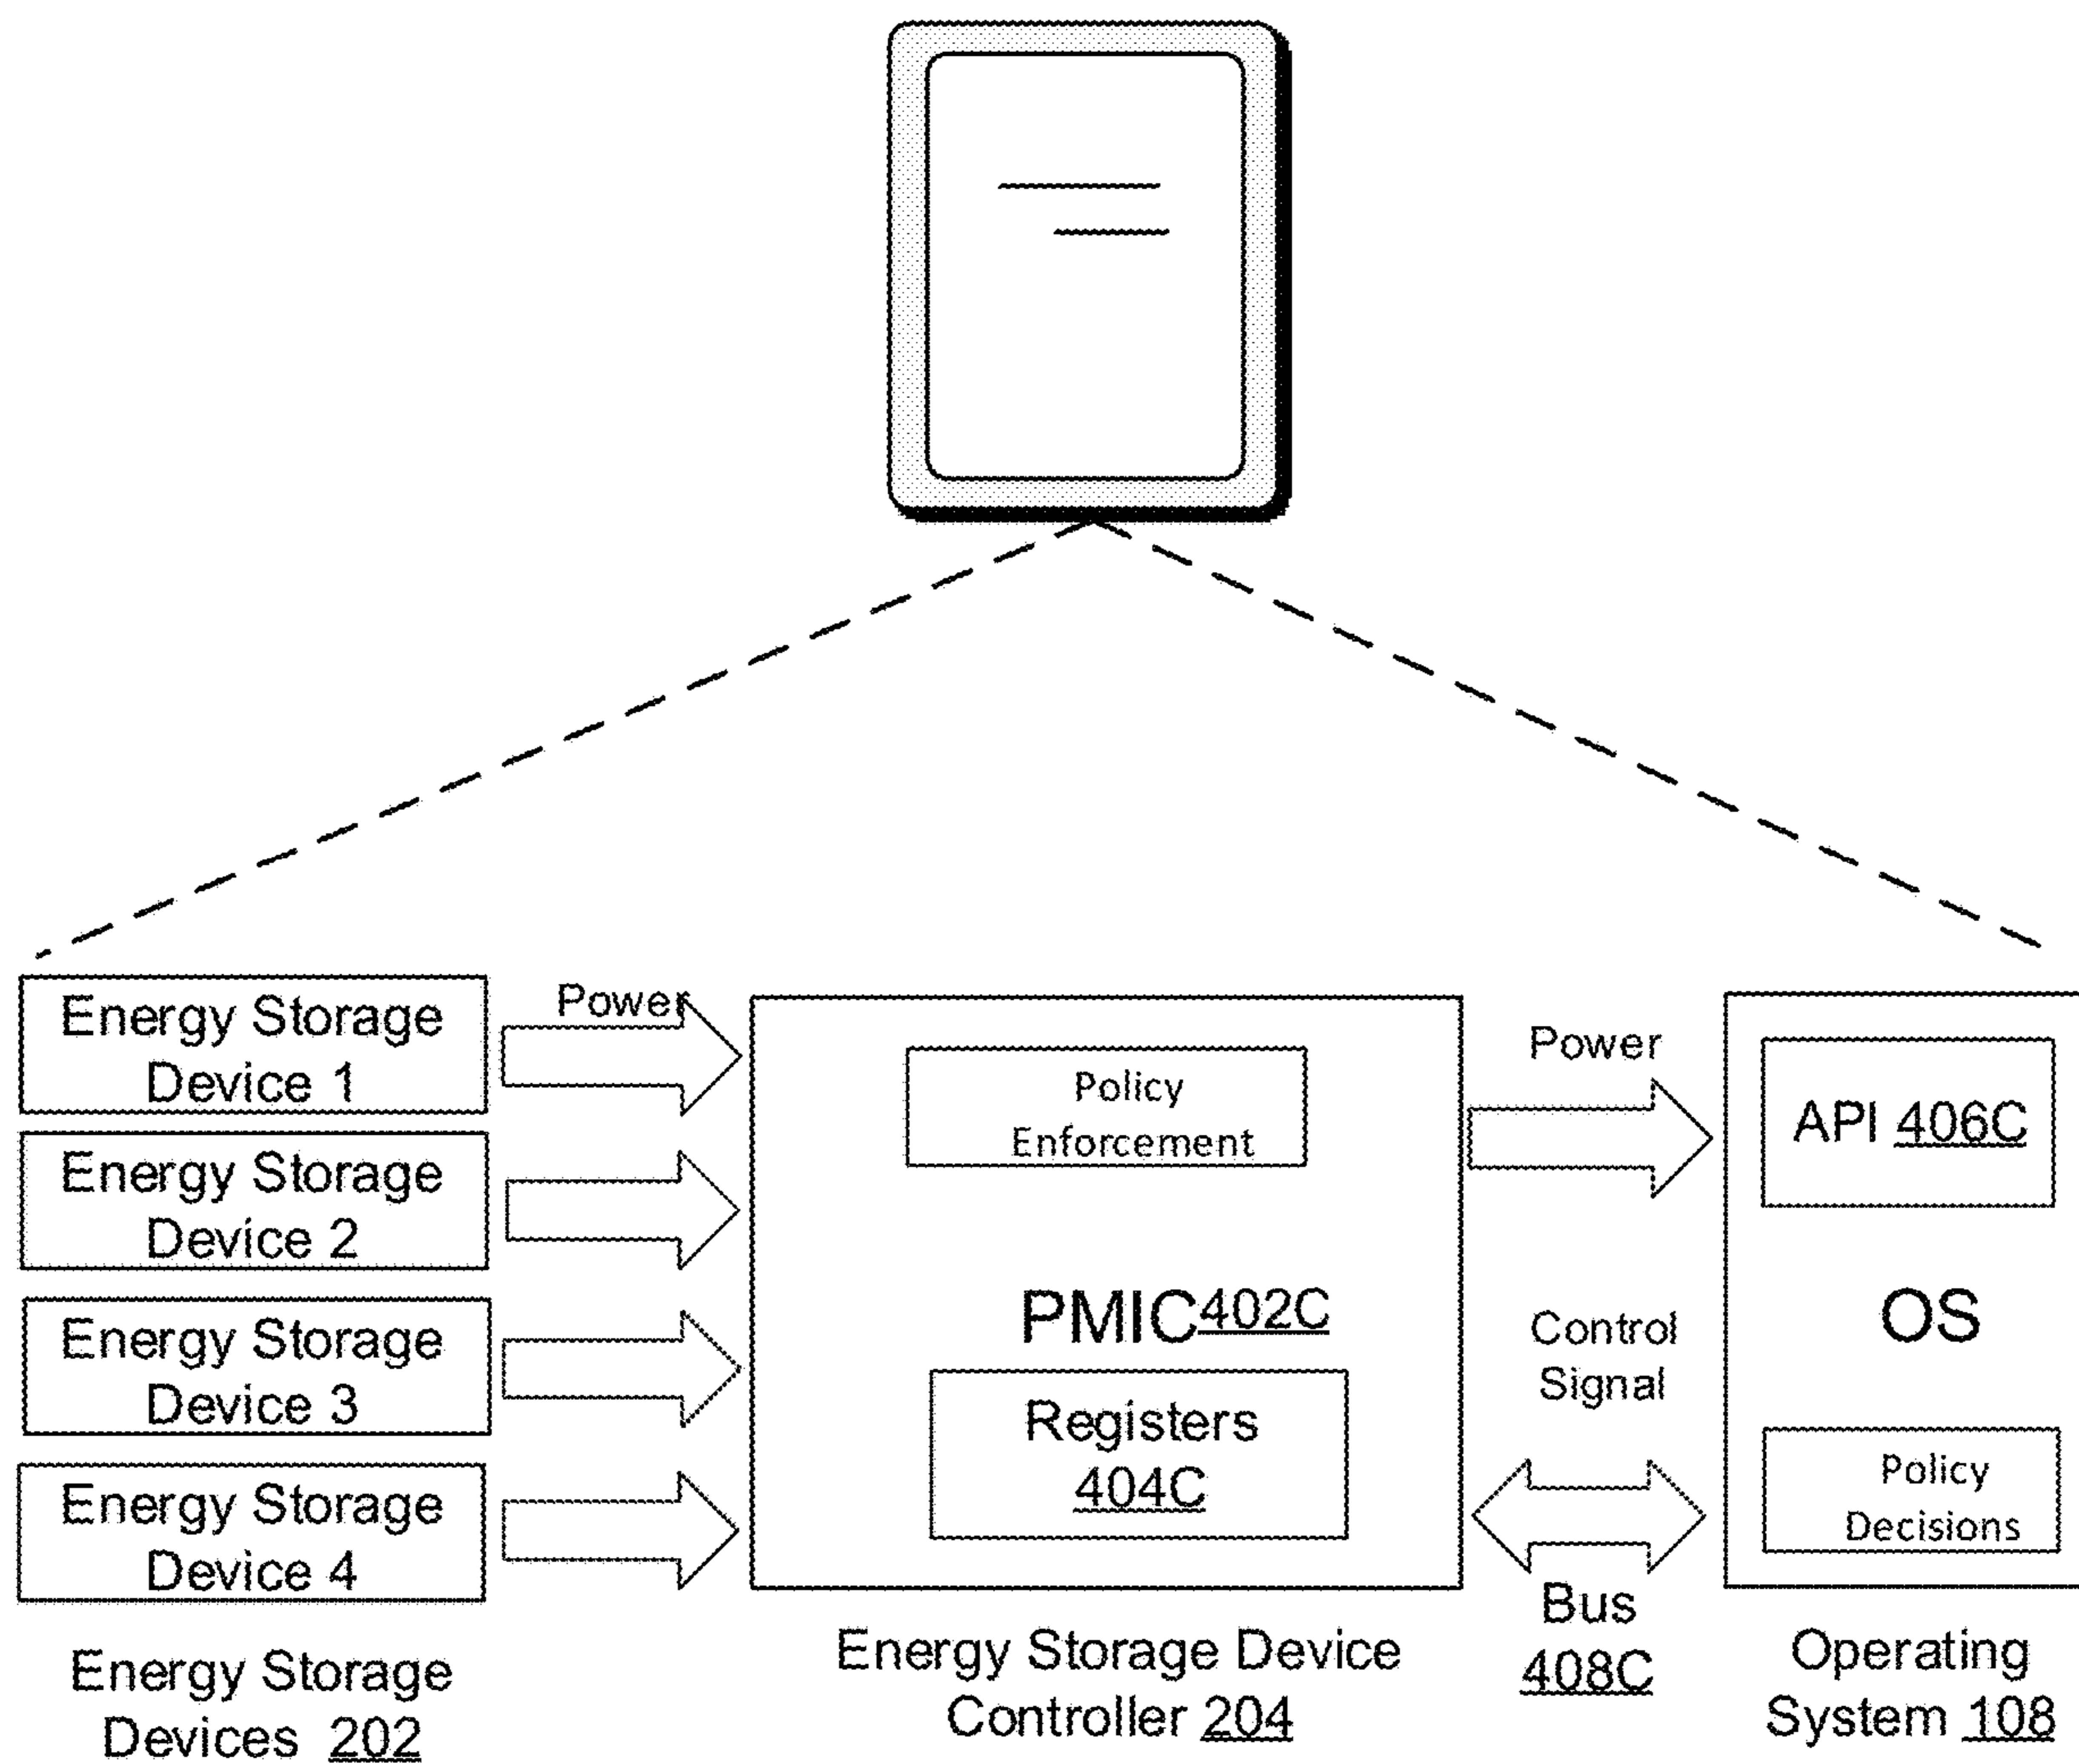 Energy Storage
Device 1
Energy Storage
Device 2
Energy Storage
Device 3
Energy Storage
Device 4
Energy Storage
Devices 202
Power
Policy
Enforcement
PMIC 402C
Registers
404C
Energy Storage Device
Controller 204
Power
Control
Signal
Bus
408C
API 406C
OS
Policy
Decisions
Operating
System 108